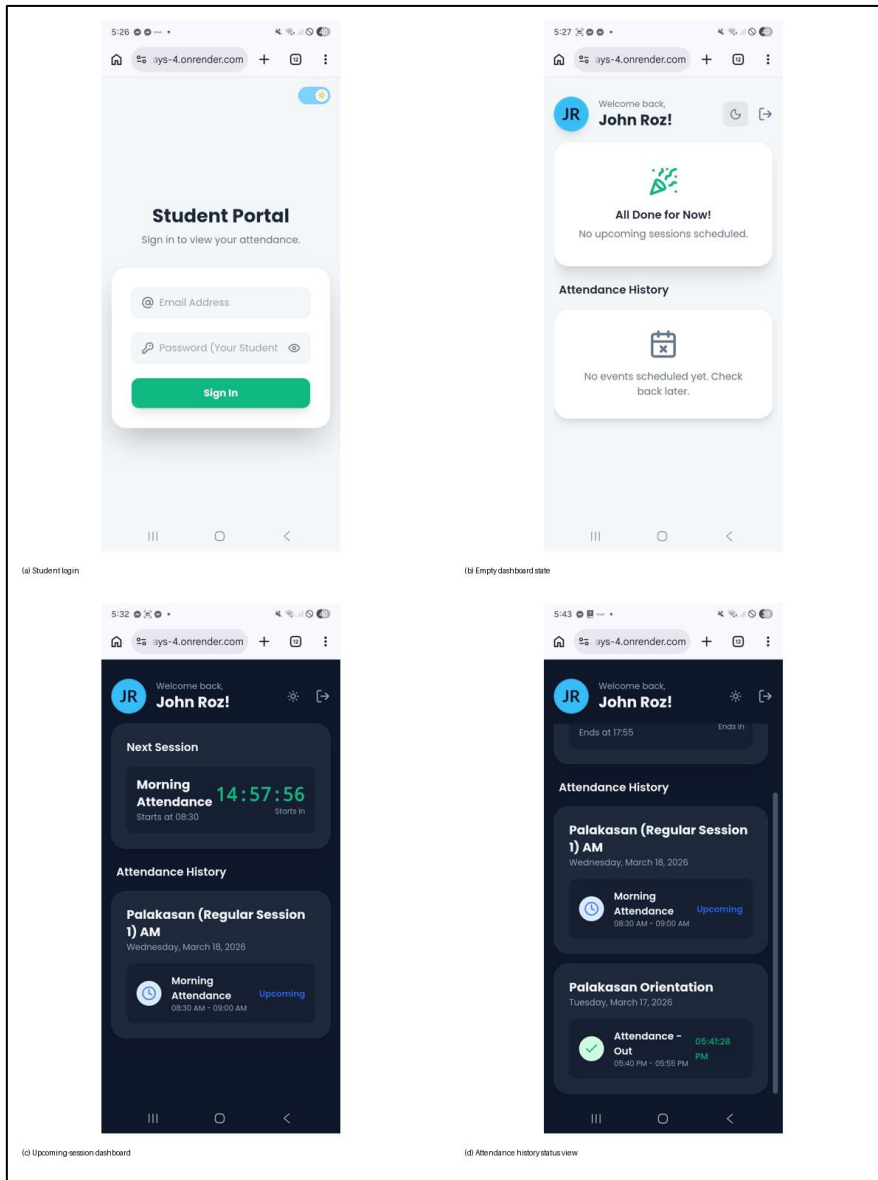 5:26
ays-4.onrender.com
12
Student Portal
Sign in to view your attendance.
Email Address
Password (Your Student
Sign In
(a) Student login
5:27
ays-4.onrender.com
12
JR
Welcome back,
John Roz!
All Done for Now!
No upcoming sessions scheduled.
Attendance History
No events scheduled yet. Check
back later.
(b) Empty dashboard state
5:32
ays-4.onrender.com
12
JR
Welcome back,
John Roz!
Next Session
Morning
Attendance
Starts at 08:30
14:57:56
Starts in
Attendance History
Palakasan (Regular Session
1) AM
Wednesday, March 18, 2026
Morning
Attendance
08:30 AM - 09:00 AM
Upcoming
(c) Upcoming-session dashboard
5:43
ays-4.onrender.com
12
JR
Welcome back,
John Roz!
Ends at 17:55
Ends in
Attendance History
Palakasan (Regular Session
1) AM
Wednesday, March 18, 2026
Morning
Attendance
08:30 AM - 09:00 AM
Upcoming
Palakasan Orientation
Tuesday, March 17, 2026
Attendance -
Out
05:40 PM - 05:55 PM
05:41:28
PM
(d) Attendance history status view